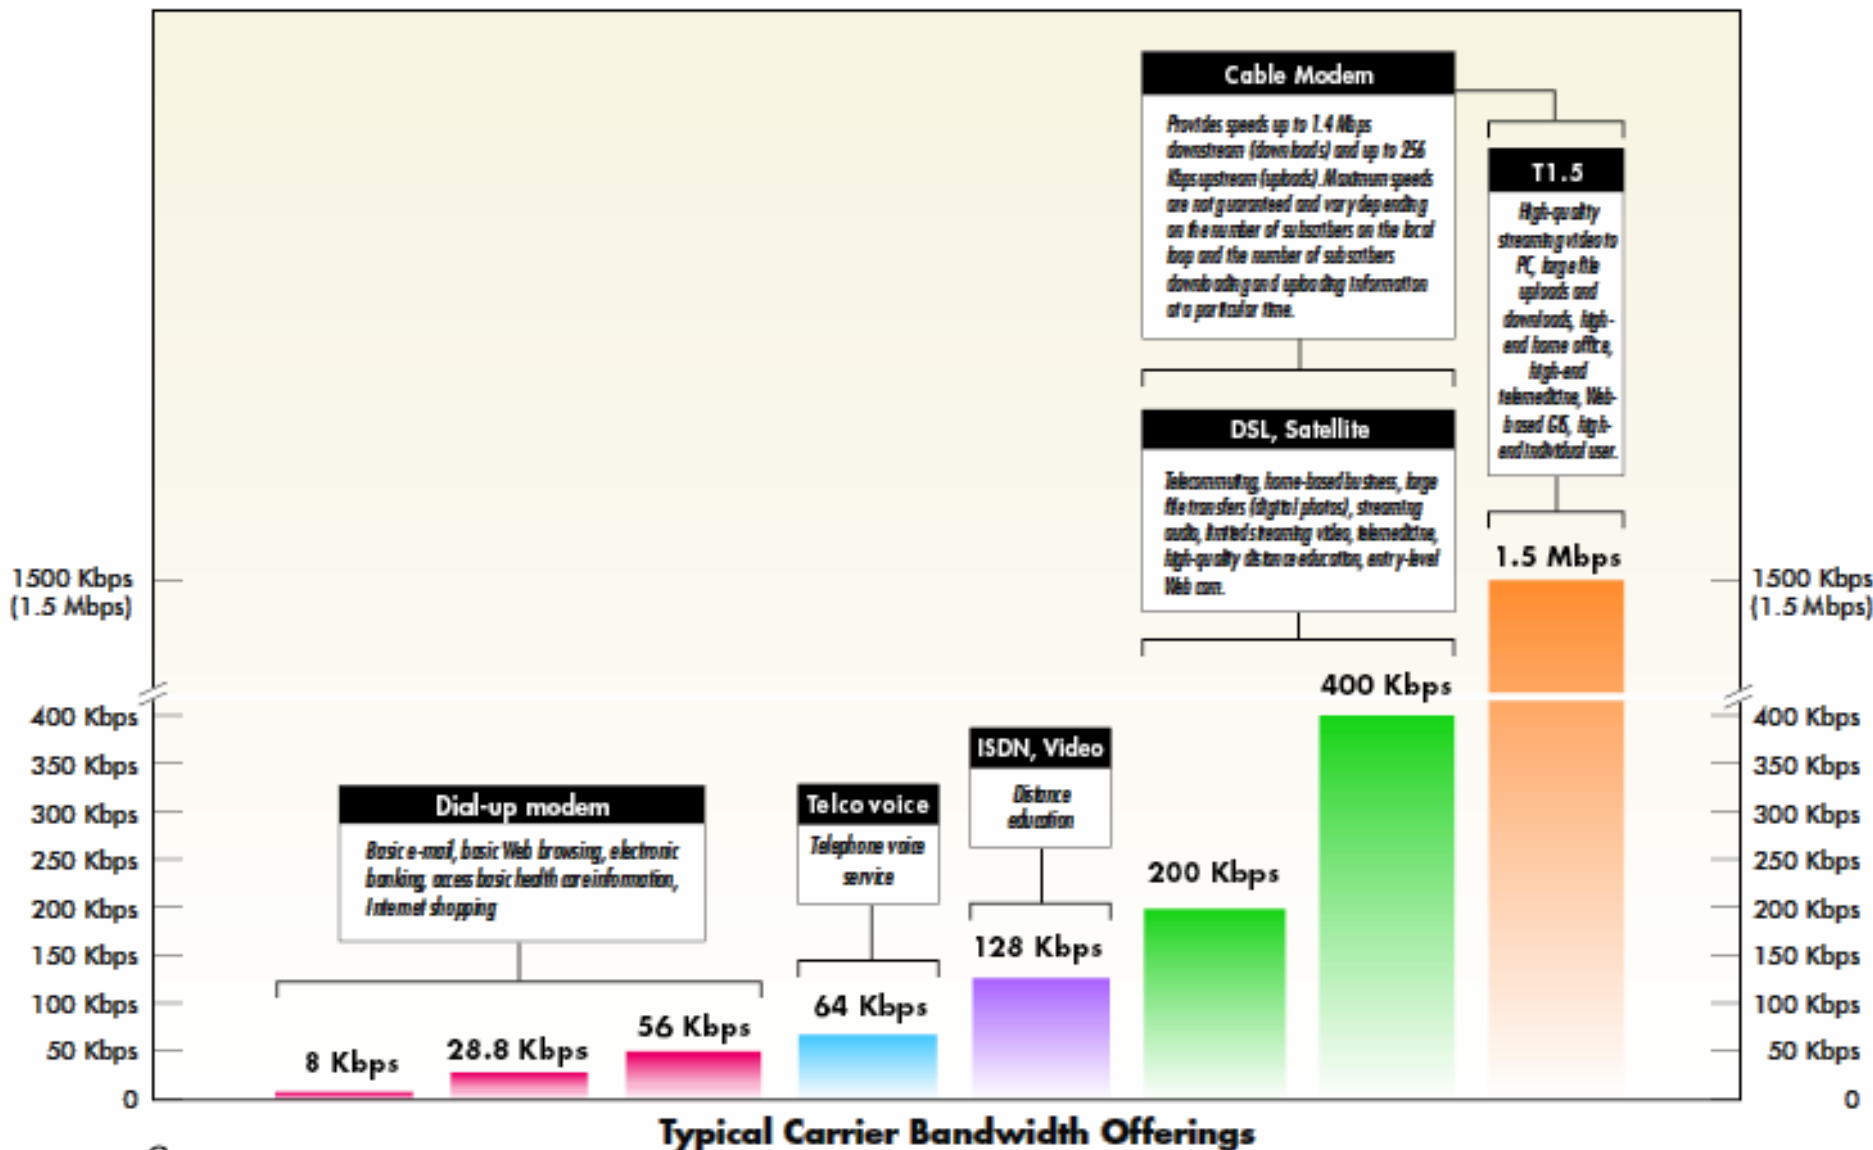 Cable Modem
Provides speeds up to 1.4 Mbps
downstream (downloads) and up to 256
Kbps upstream (uploads). Maximum speeds
are not guaranteed and vary depending
on the number of subscribers on the local
loop and the number of subscribers
downloading and uploading information
at a particular time.
T1.5
High-quality
streaming video to
PC, large file
uploads and
downloads, high-
end home office,
high-end
telemedicine, Web-
based GIS, high-
end individual user.
DSL, Satellite
Telecommuting, home-based business, large
file transfers (digital photos), streaming
audio, limited streaming video, telemedicine,
high-quality distance education, entry-level
Web cam.
1.5 Mbps
1500 Kbps
(1.5 Mbps)
1500 Kbps
(1.5 Mbps)
400 Kbps
400 Kbps
350 Kbps
300 Kbps
250 Kbps
200 Kbps
150 Kbps
100 Kbps
50 Kbps
0
ISDN, Video
Distance
education
Dial-up modem
Basic e-mail, basic Web browsing, electronic
banking, access basic health care information,
Internet shopping
Telco voice
Telephone voice
service
200 Kbps
128 Kbps
64 Kbps
56 Kbps
28.8 Kbps
8 Kbps
400 Kbps
350 Kbps
300 Kbps
250 Kbps
200 Kbps
150 Kbps
100 Kbps
50 Kbps
0
Typical Carrier Bandwidth Offerings